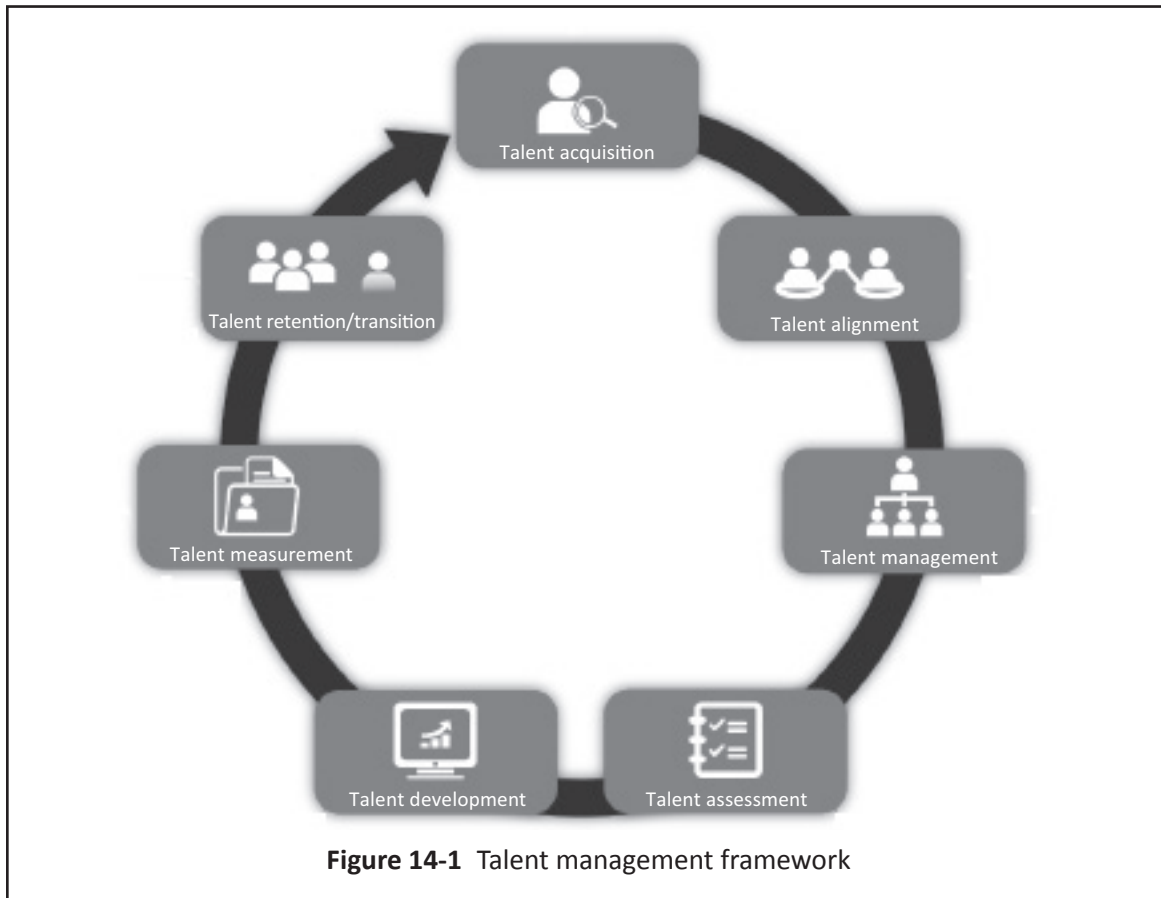 Talent acquisition
Talent alignment
Talent management
Talent assessment
Talent development
Talent measurement
Talent retention/transition
Figure 14-1 Talent management framework